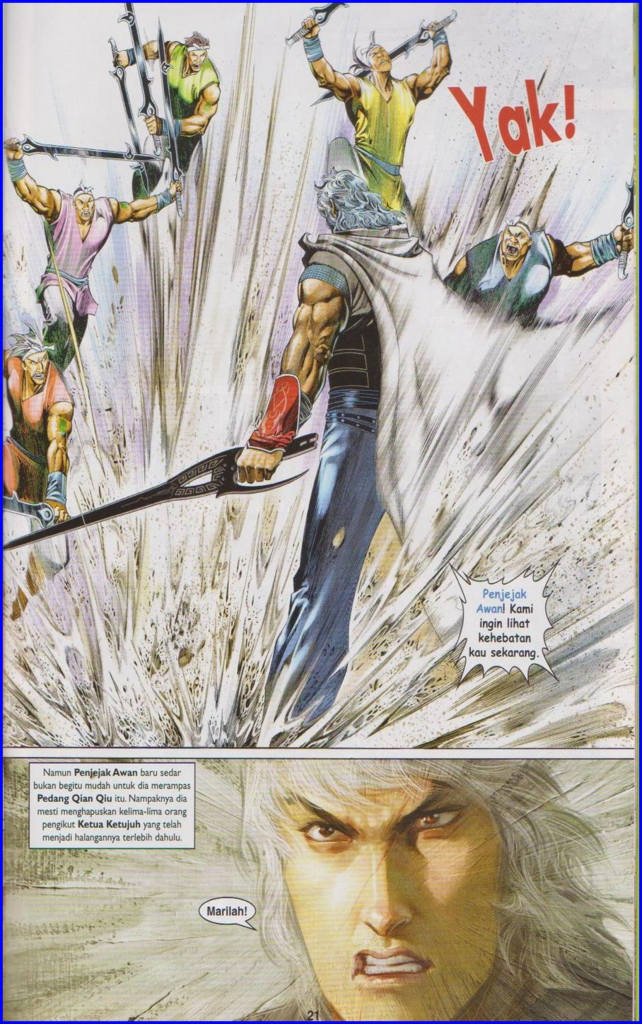 Yak!
Penjejak
Awan! Kami
ingin lihat
kehebatan
kau sekarang.
Namun Penjejak Awan baru sedar
bukan begitu mudah untuk dia merampas
Pedang Qian Qiu itu. Nampaknya dia
mesti menghapuskan kelima-lima orang
pengikut Ketua Ketujuh yang telah
menjadi halangannya terlebih dahulu.
Marilah!
21